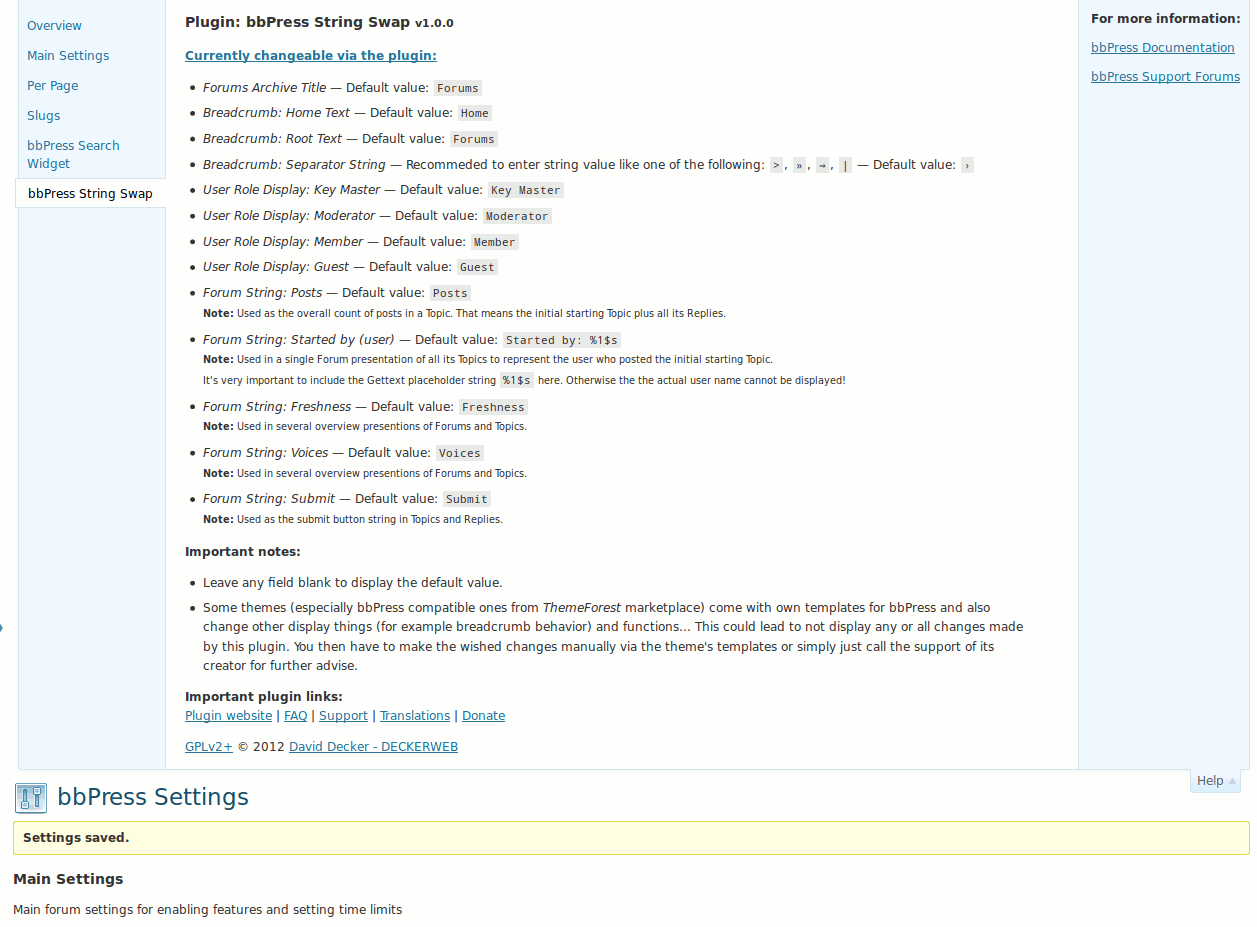 Overview
Main Settings
Per Page
Slugs
bbPress Search
Widget
bbPress String Swap
Plugin: bbPress String Swap v1.0.0
Currently changeable via the plugin:
Forums Archive Title — Default value: Forums
Breadcrumb: Home Text — Default value: Home
Breadcrumb: Root Text — Default value: Forums
Breadcrumb: Separator String — Recommeded to enter string value like one of the following: >, », →, | — Default value: ›
User Role Display: Key Master — Default value: Key Master
User Role Display: Moderator — Default value: Moderator
User Role Display: Member — Default value: Member
User Role Display: Guest — Default value: Guest
Forum String: Posts — Default value: Posts
Note: Used as the overall count of posts in a Topic. That means the initial starting Topic plus all its Replies.
Forum String: Started by (user) — Default value: Started by: %1$s
Note: Used in a single Forum presentation of all its Topics to represent the user who posted the initial starting Topic.
It's very important to include the Gettext placeholder string %1$s here. Otherwise the the actual user name cannot be displayed!
Forum String: Freshness — Default value: Freshness
Note: Used in several overview presentions of Forums and Topics.
Forum String: Voices — Default value: Voices
Note: Used in several overview presentions of Forums and Topics.
Forum String: Submit — Default value: Submit
Note: Used as the submit button string in Topics and Replies.
Important notes:
Leave any field blank to display the default value.
Some themes (especially bbPress compatible ones from ThemeForest marketplace) come with own templates for bbPress and also
change other display things (for example breadcrumb behavior) and functions... This could lead to not display any or all changes made
by this plugin. You then have to make the wished changes manually via the theme's templates or simply just call the support of its
creator for further advise.
Important plugin links:
Plugin website | FAQ | Support | Translations | Donate
GPLv2+ © 2012 David Decker - DECKERWEB
For more information:
bbPress Documentation
bbPress Support Forums
Help
bbPress Settings
Settings saved.
Main Settings
Main forum settings for enabling features and setting time limits